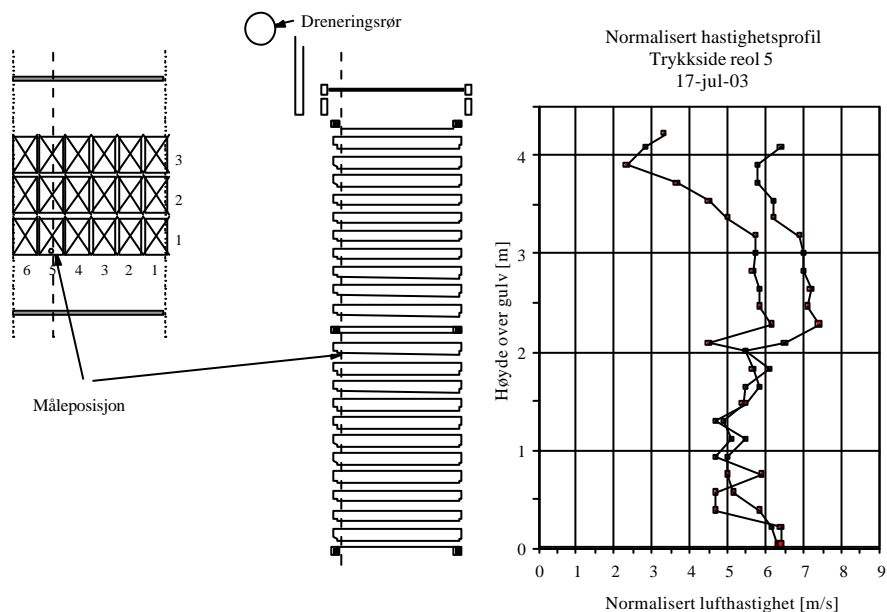 Dreneringsrør
3
2
1
6 5 4 3 2 1
Måleposisjon
Normalisert hastighetsprofil
Trykkside reol 5
17-jul-03
Høyde over gulv [m]
4
3
2
1
0
0 1 2 3 4 5 6 7 8 9
Normalisert lufthastighet [m/s]